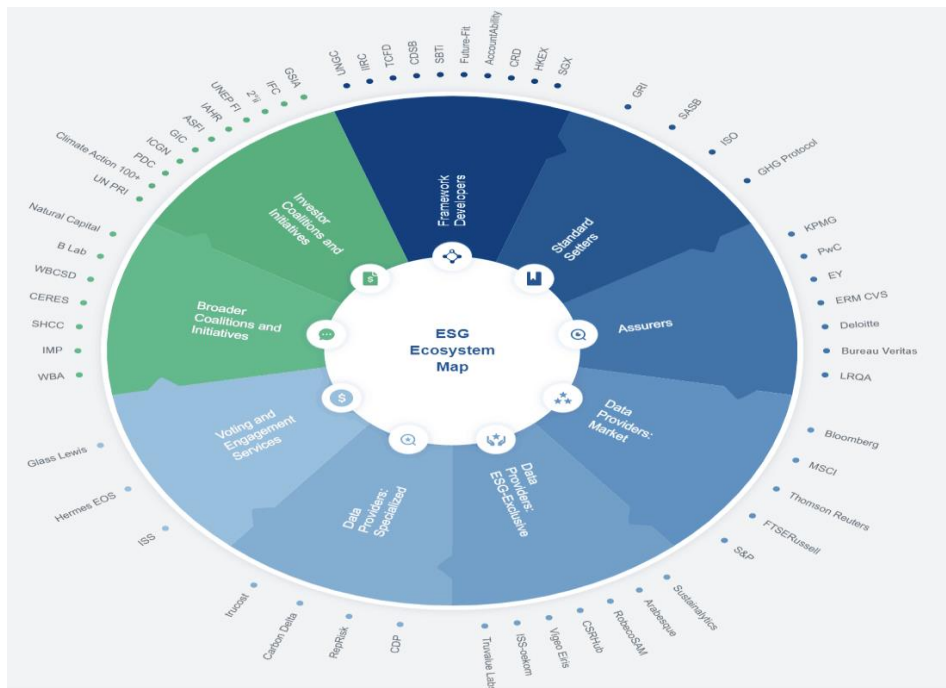 ESG
Ecosystem
Map
Framework
Developers
UNGC
IIRC
TCFD
CDSB
SBTi
Future-Fit
AccountAbility
CRD
HKEX
SGX
Standard
Setters
GRI
SASB
ISO
GHG Protocol
Assurers
KPMG
PwC
EY
ERM CVS
Deloitte
Bureau Veritas
LRQA
Data
Providers:
Market
Bloomberg
MSCI
Thomson Reuters
FTSERussell
S&P
Data
Providers:
ESG-Exclusive
Sustainalytics
Arabesque
RobecoSAM
CSRHub
Vigeo Eiris
ISS-oekom
Truvalue Labs
Data
Providers:
Specialized
CDP
RepRisk
Carbon Delta
trucost
Voting and
Engagement
Services
ISS
Hermes EOS
Glass Lewis
Broader
Coalitions and
Initiatives
WBA
IMP
SHCC
CERES
WBCSD
B Lab
Natural Capital
Investor
Coalitions and
Initiatives
UN PRI
Climate Action 100+
PDC
ICGN
GIC
ASFI
IAHR
UNEP FI
2°ii
IFC
GSIA